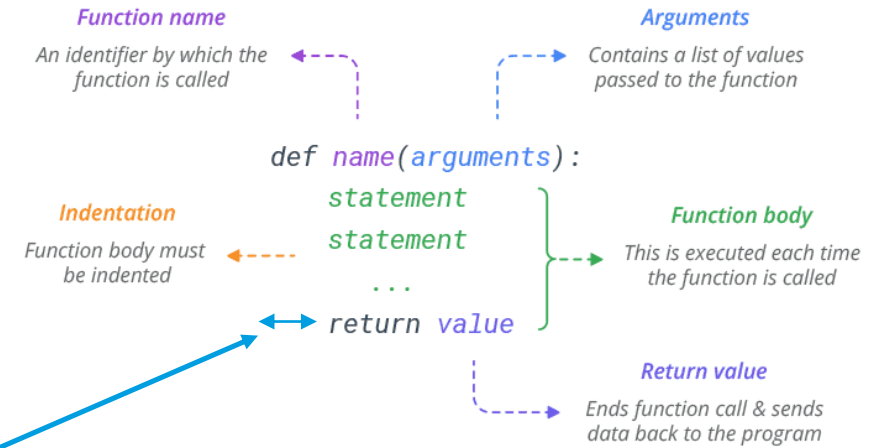 Function name
An identifier by which the
function is called
Arguments
Contains a list of values
passed to the function
def name(arguments):
statement
statement
...
return value
Indentation
Function body must
be indented
Function body
This is executed each time
the function is called
Return value
Ends function call & sends
data back to the program